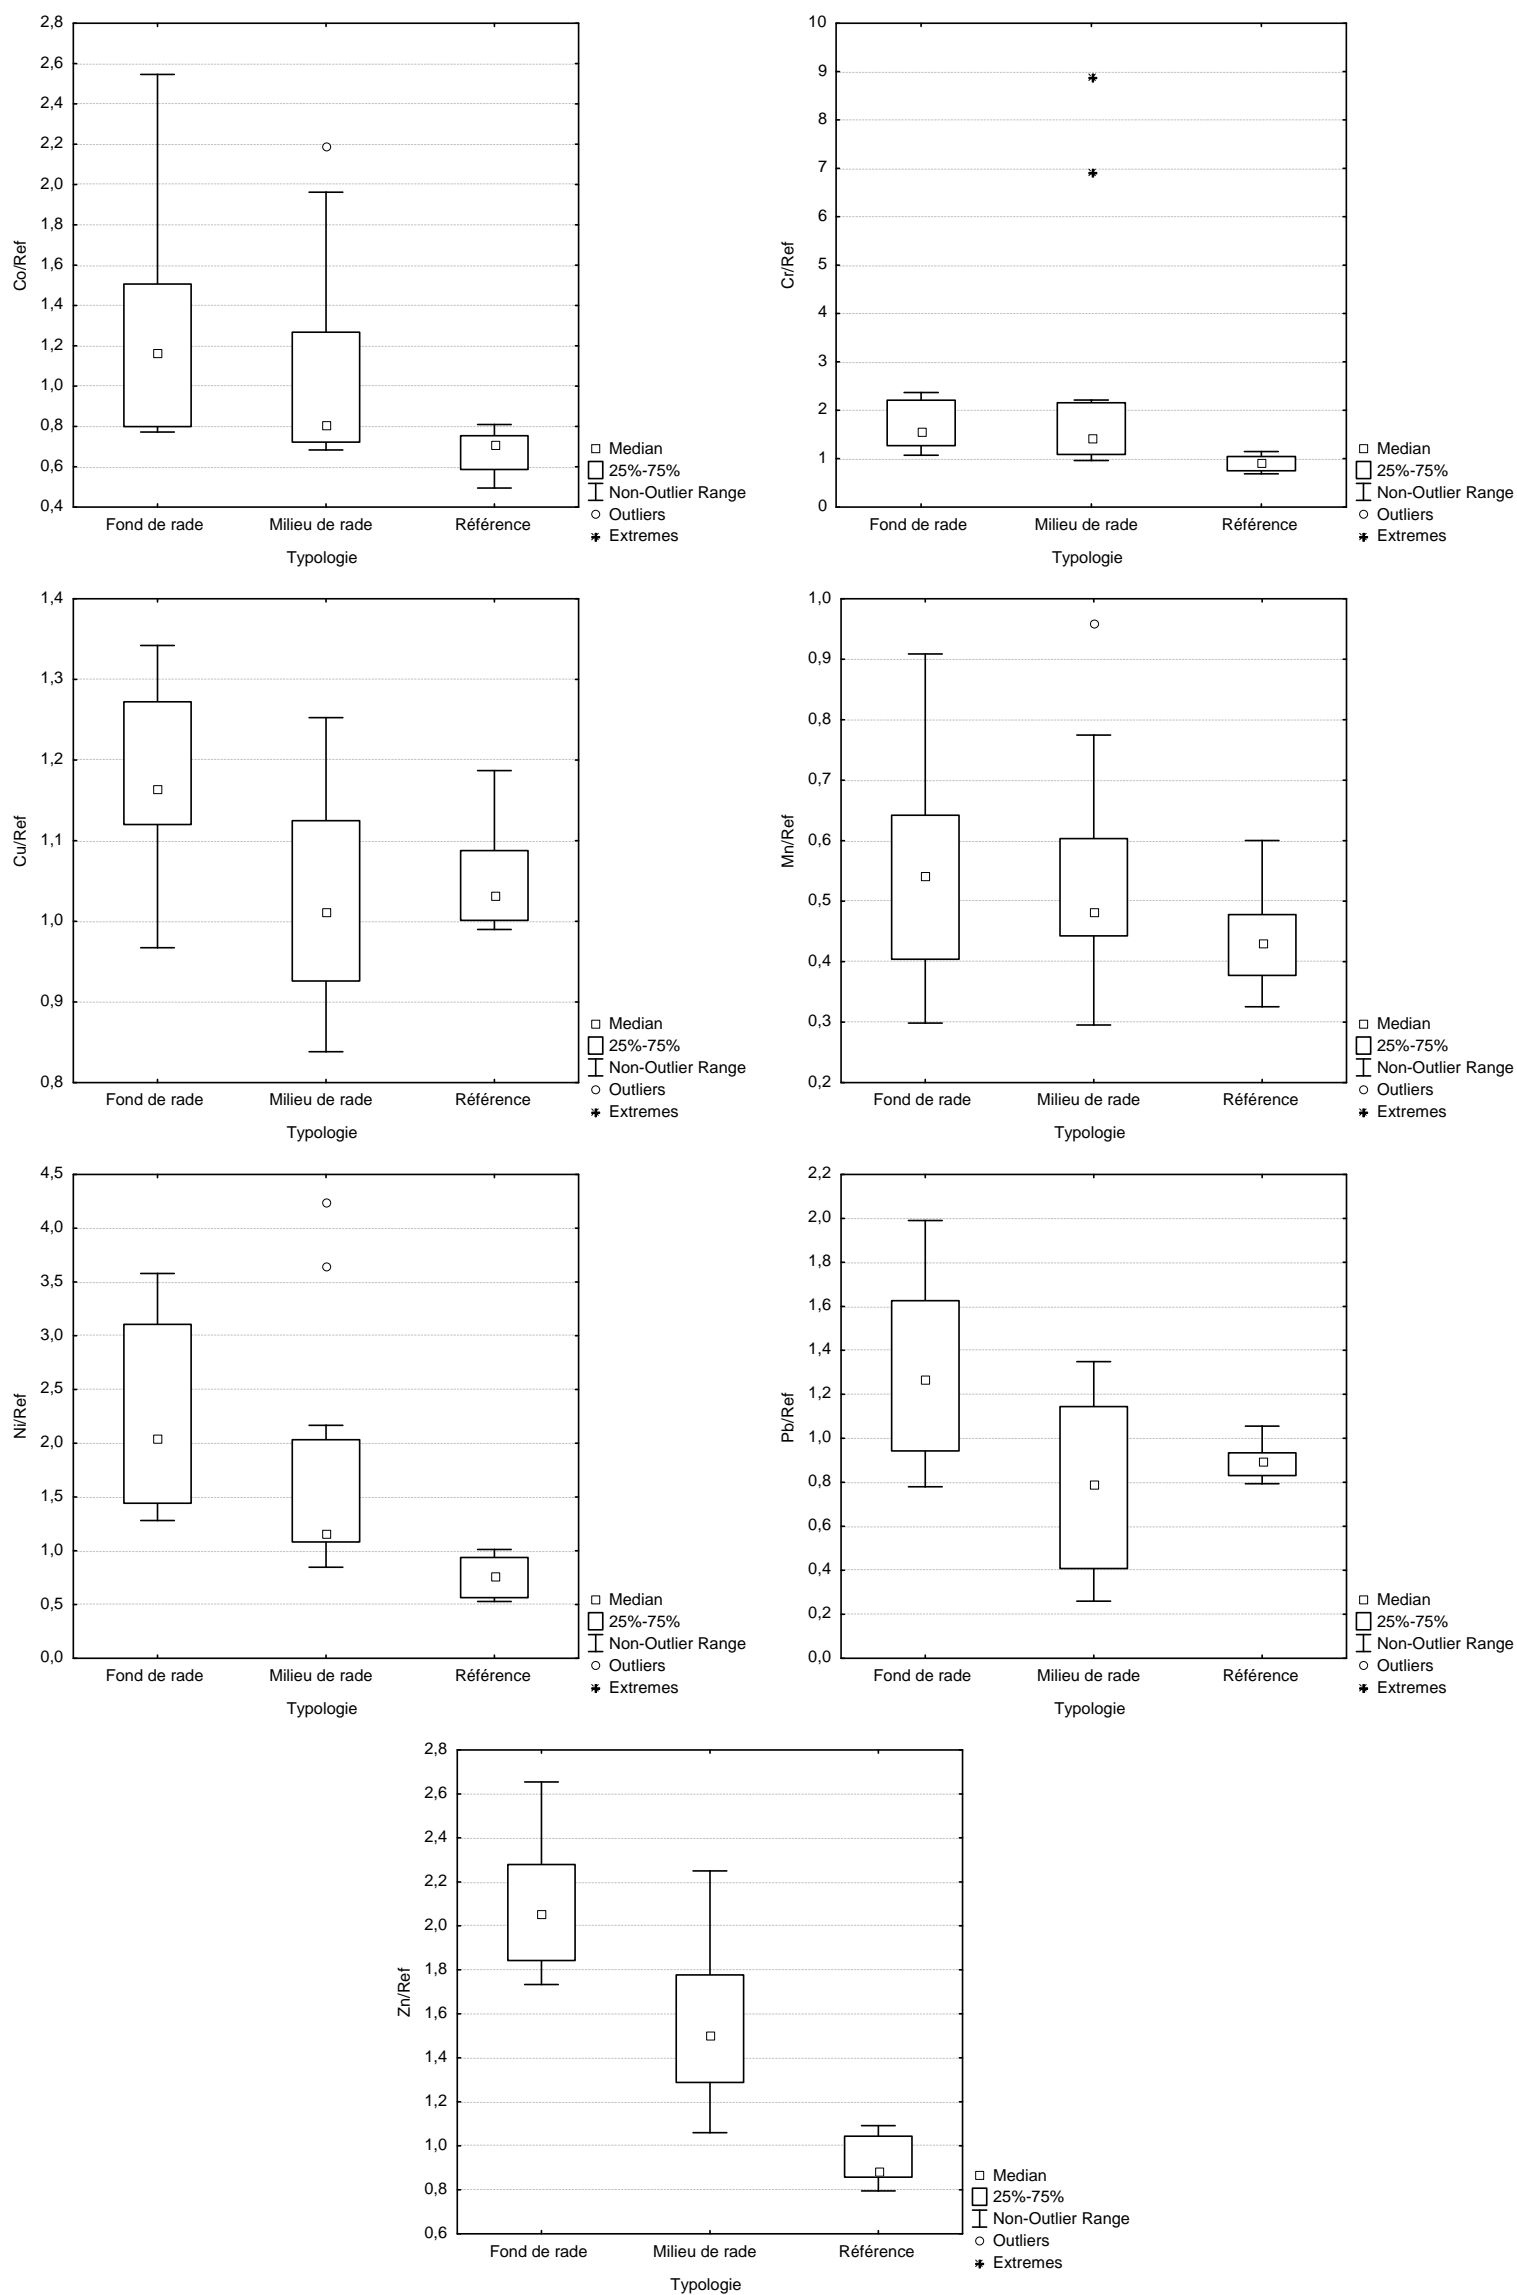 2,8
2,6
2,4
2,2
2,0
1,8
1,6
1,4
1,2
1,0
0,8
0,6
0,4
Co/Ref
Fond de rade Milieu de rade Référence
Typologie
Median
25%-75%
Non-Outlier Range
Outliers
Extremes
10
9
8
7
6
5
4
3
2
1
0
Cr/Ref
Fond de rade Milieu de rade Référence
Typologie
Median
25%-75%
Non-Outlier Range
Outliers
Extremes
1,4
1,3
1,2
1,1
1,0
0,9
0,8
Cu/Ref
Fond de rade Milieu de rade Référence
Typologie
Median
25%-75%
Non-Outlier Range
Outliers
Extremes
1,0
0,9
0,8
0,7
0,6
0,5
0,4
0,3
0,2
Mn/Ref
Fond de rade Milieu de rade Référence
Typologie
Median
25%-75%
Non-Outlier Range
Outliers
Extremes
4,5
4,0
3,5
3,0
2,5
2,0
1,5
1,0
0,5
0,0
Ni/Ref
Fond de rade Milieu de rade Référence
Typologie
Median
25%-75%
Non-Outlier Range
Outliers
Extremes
2,2
2,0
1,8
1,6
1,4
1,2
1,0
0,8
0,6
0,4
0,2
0,0
Pb/Ref
Fond de rade Milieu de rade Référence
Typologie
Median
25%-75%
Non-Outlier Range
Outliers
Extremes
2,8
2,6
2,4
2,2
2,0
1,8
1,6
1,4
1,2
1,0
0,8
0,6
Zn/Ref
Fond de rade Milieu de rade Référence
Typologie
Median
25%-75%
Non-Outlier Range
Outliers
Extremes